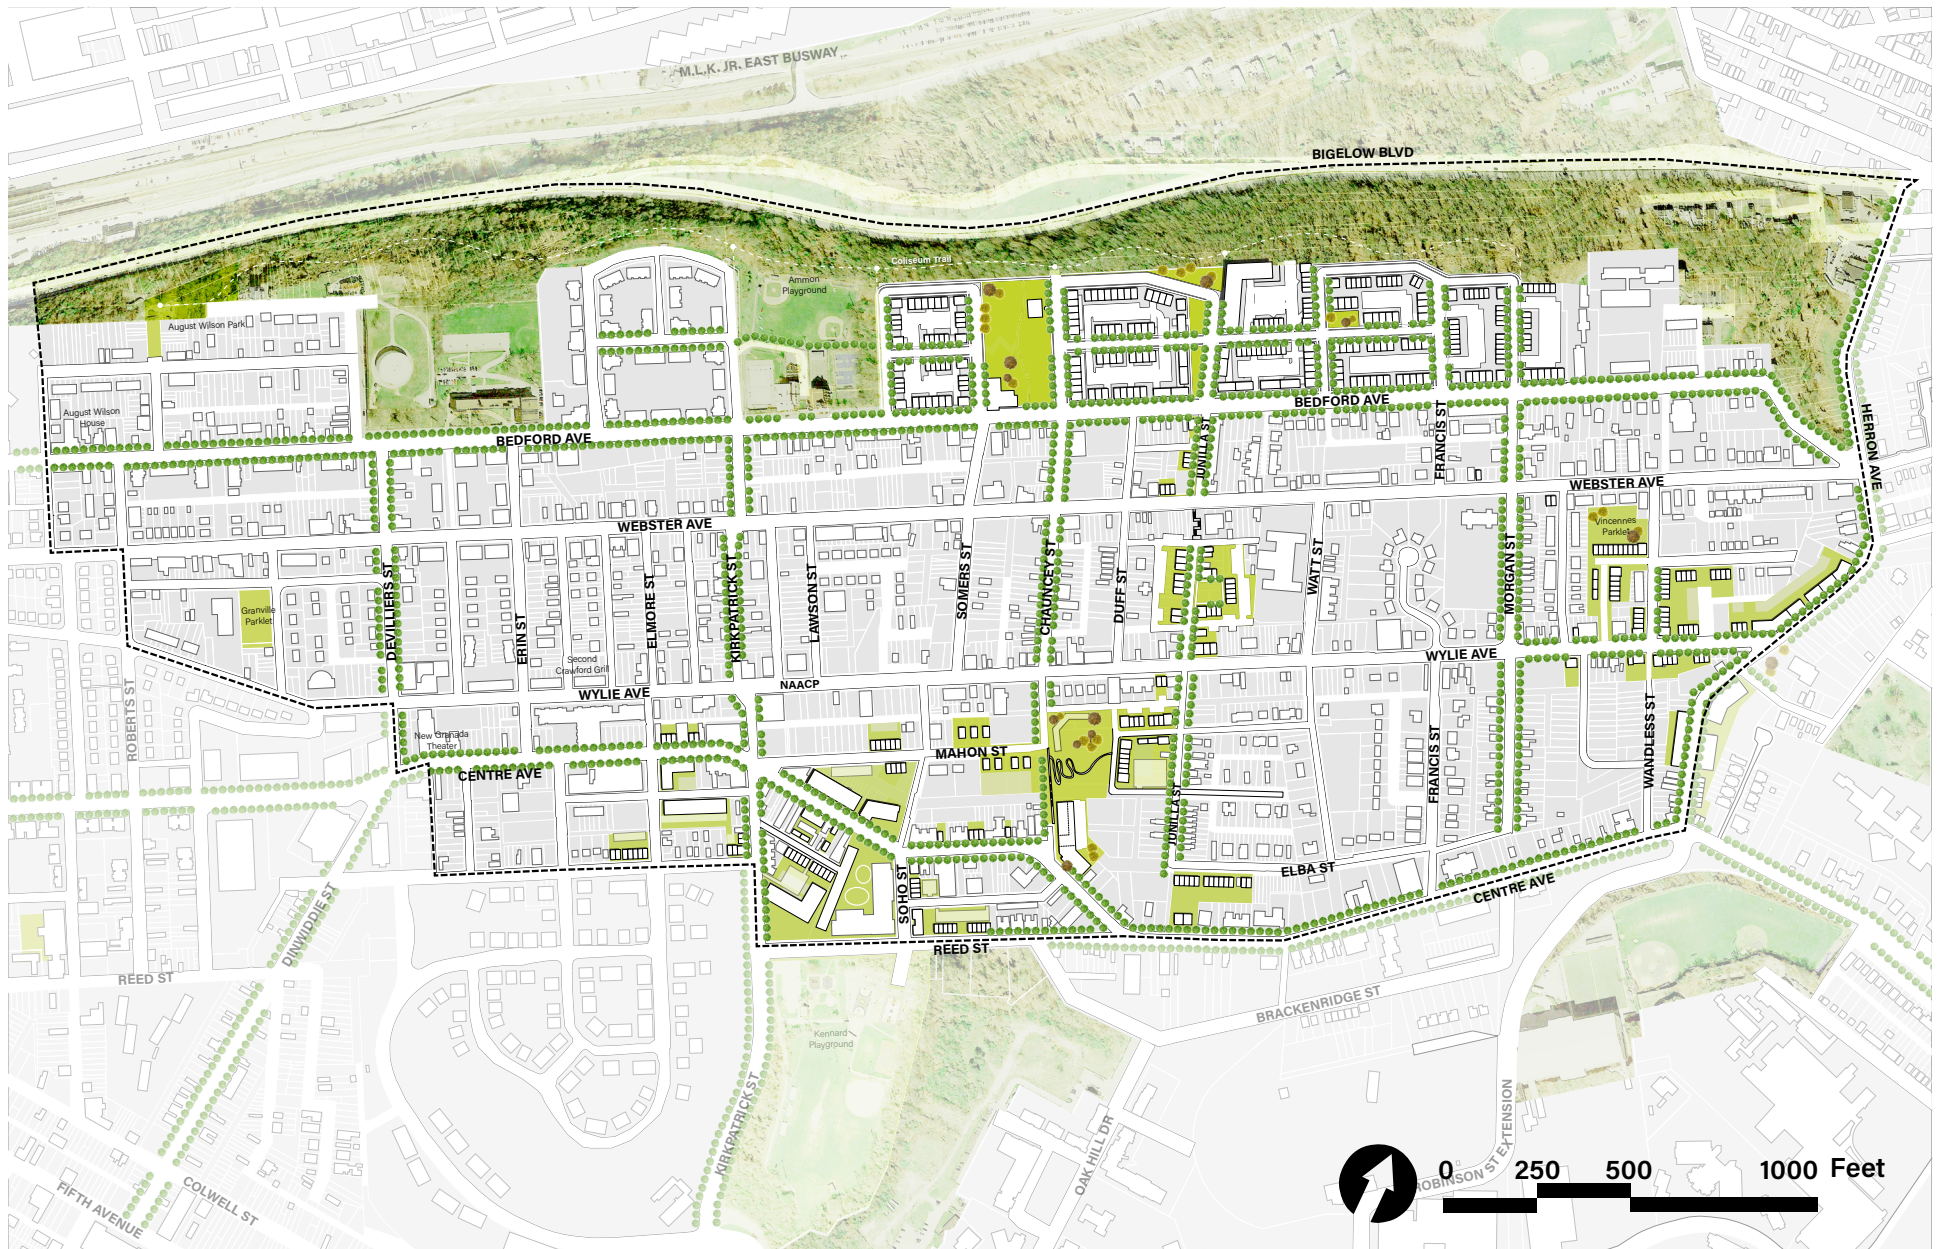 M.L.K. JR. EAST BUSWAY
BIGELOW BLVD
Coliseum Trail
Ammon
Playground
August Wilson Park
August Wilson
House
BEDFORD AVE
BEDFORD AVE
HERRON AVE
JUNILLA ST
FRANCIS ST
WEBSTER AVE
WEBSTER AVE
Vincennes
Parklet
DEVILLIERS ST
ERIN ST
ELMORE ST
KIRKPATRICK ST
LAWSON ST
SOMERS ST
CHAUNCEY ST
DUFF ST
WATT ST
MORGAN ST
Granville
Parklet
Second
Crawford Grill
WYLIE AVE
WYLIE AVE
NAACP
ROBERTS ST
New Granada
Theater
CENTRE AVE
MAHON ST
JUNILLA ST
FRANCIS ST
WANDLESS ST
SOHO ST
ELBA ST
CENTRE AVE
DINWIDDIE ST
REED ST
REED ST
BRACKENRIDGE ST
Kennard
Playground
KIRKPATRICK ST
OAK HILL DR
ROBINSON ST EXTENSION
FIFTH AVENUE
COLWELL ST
0 250 500 1000 Feet